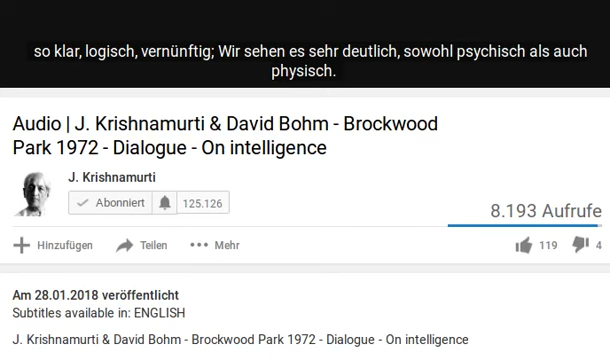 so klar, logisch, vernünftig; Wir sehen es sehr deutlich, sowohl psychisch als auch
physisch.
Audio | J. Krishnamurti & David Bohm - Brockwood
Park 1972 - Dialogue - On intelligence
J. Krishnamurti
Abonniert 125.126
8.193 Aufrufe
Hinzufügen Teilen Mehr 119 4
Am 28.01.2018 veröffentlicht
Subtitles available in: ENGLISH
J. Krishnamurti & David Bohm - Brockwood Park 1972 - Dialogue - On intelligence